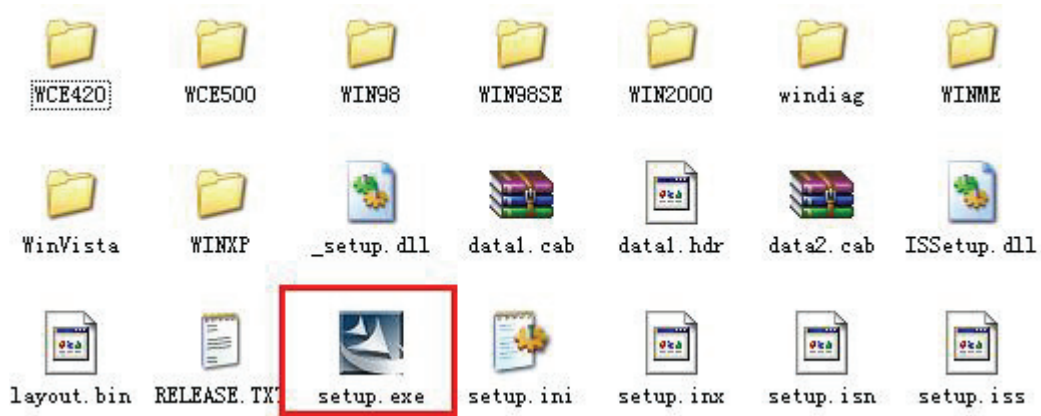 WCE420 WCE500 WIN98 WIN98SE WIN2000 windiag WINME
WinVista WINXP _setup.dll data1.cab data1.hdr data2.cab ISSetup.dll
layout.bin RELEASE.TXT setup.exe setup.ini setup.inx setup.isn setup.iss